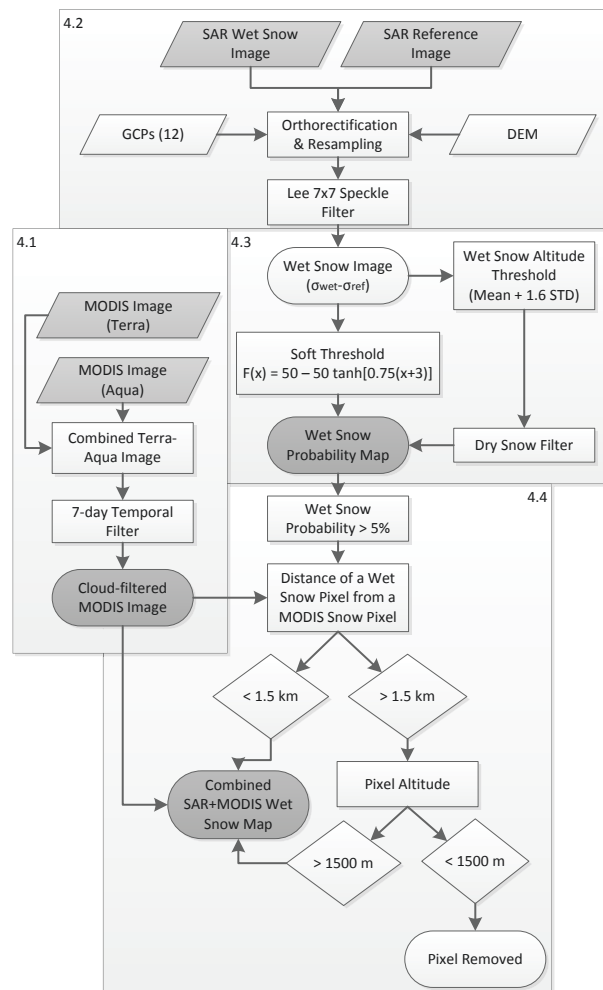 4.2
SAR Wet Snow
Image
SAR Reference
Image
GCPs (12)
Orthorectification
& Resampling
DEM
Lee 7x7 Speckle
Filter
4.1
MODIS Image
(Terra)
MODIS Image
(Aqua)
Combined Terra-
Aqua Image
7-day Temporal
Filter
Cloud-filtered
MODIS Image
4.3
Wet Snow Image
(σwet-σref)
Wet Snow Altitude
Threshold
(Mean + 1.6 STD)
Soft Threshold
F(x) = 50 – 50 tanh[0.75(x+3)]
Wet Snow
Probability Map
Dry Snow Filter
4.4
Wet Snow
Probability > 5%
Distance of a Wet
Snow Pixel from a
MODIS Snow Pixel
< 1.5 km
> 1.5 km
Combined
SAR+MODIS Wet
Snow Map
Pixel Altitude
> 1500 m
< 1500 m
Pixel Removed